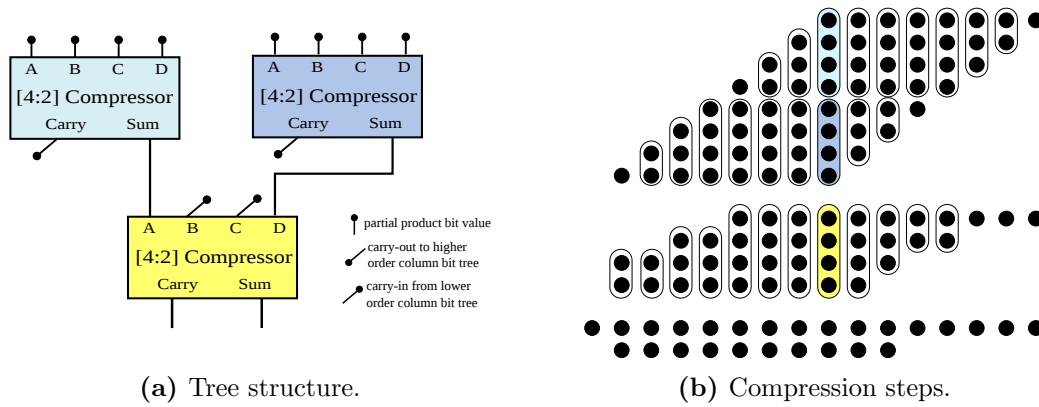 A B C D
[4:2] Compressor
Carry Sum
A B C D
[4:2] Compressor
Carry Sum
A B C D
[4:2] Compressor
Carry Sum
partial product bit value
carry-out to higher
order column bit tree
carry-in from lower
order column bit tree
(a) Tree structure.
(b) Compression steps.